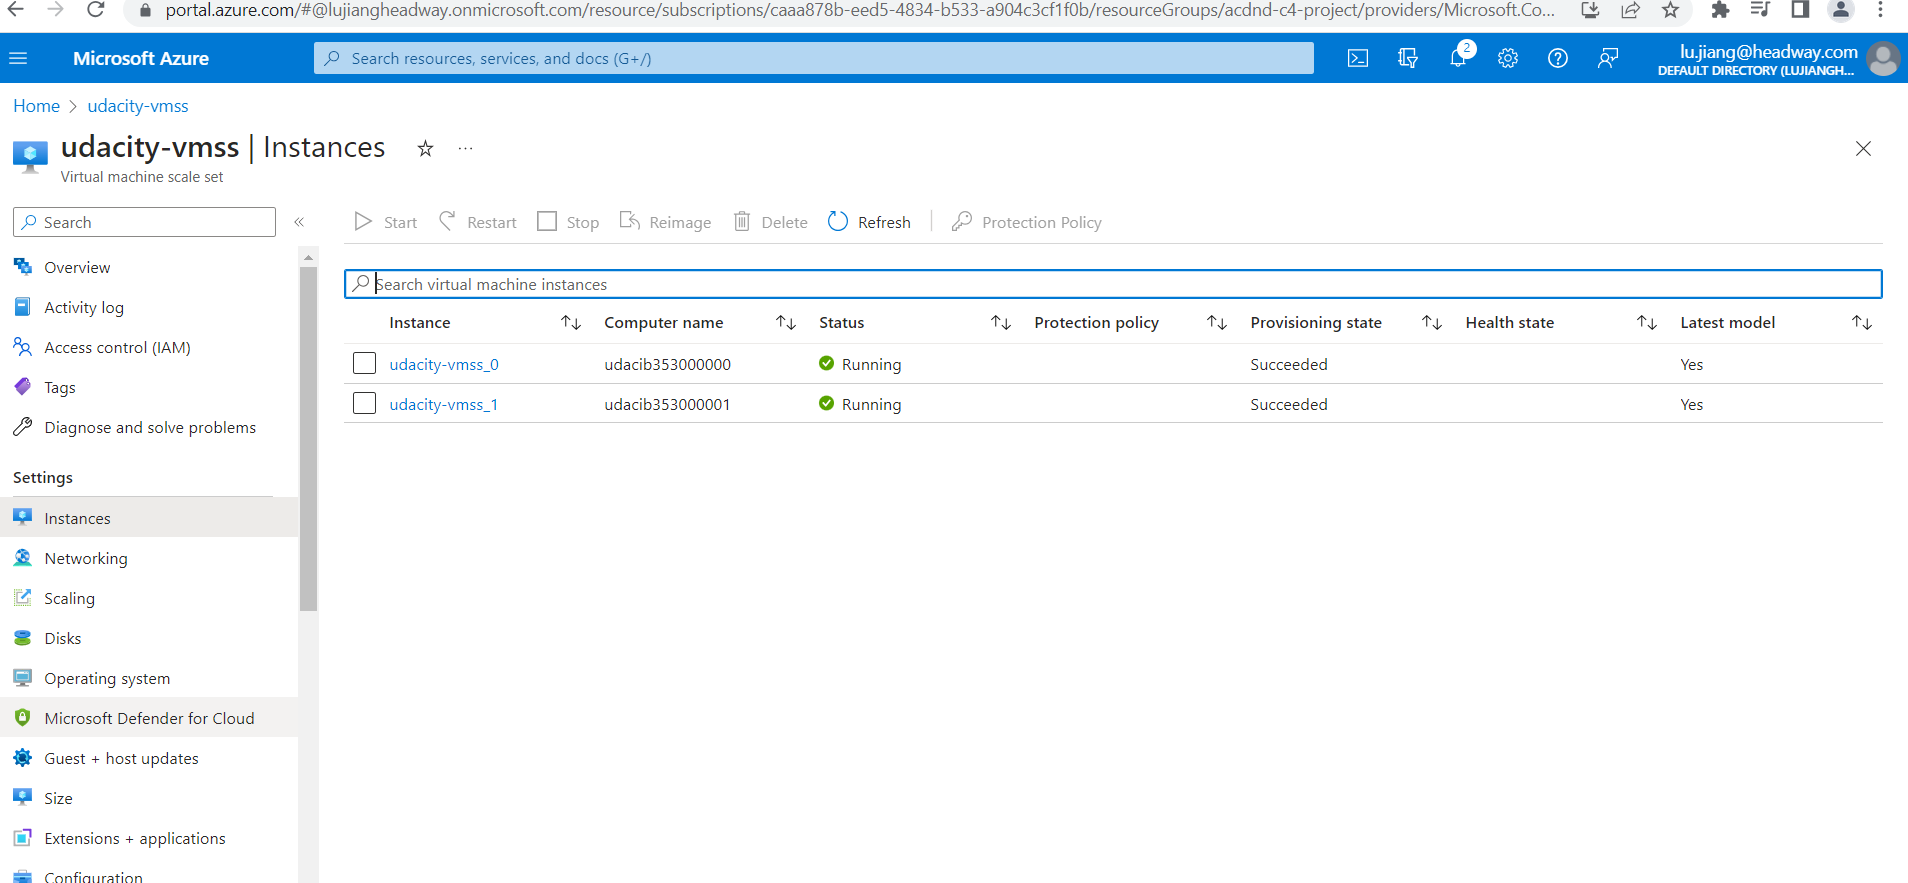 portal.azure.com/#@lujiangheadway.onmicrosoft.com/resource/subscriptions/caaa878b-eed5-4834-b533-a904c3cf1f0b/resourceGroups/acdnd-c4-project/providers/Microsoft.Co...
Microsoft Azure
Search resources, services, and docs (G+/)
2
lu.jiang@headway.com
DEFAULT DIRECTORY (LUJIANGH...
Home > udacity-vmss
udacity-vmss | Instances
Virtual machine scale set
Search
Start Restart Stop Reimage Delete Refresh Protection Policy
Search virtual machine instances
Instance Computer name Status Protection policy Provisioning state Health state Latest model
udacity-vmss_0 udacib353000000 Running Succeeded Yes
udacity-vmss_1 udacib353000001 Running Succeeded Yes
Overview
Activity log
Access control (IAM)
Tags
Diagnose and solve problems
Settings
Instances
Networking
Scaling
Disks
Operating system
Microsoft Defender for Cloud
Guest + host updates
Size
Extensions + applications
Configuration